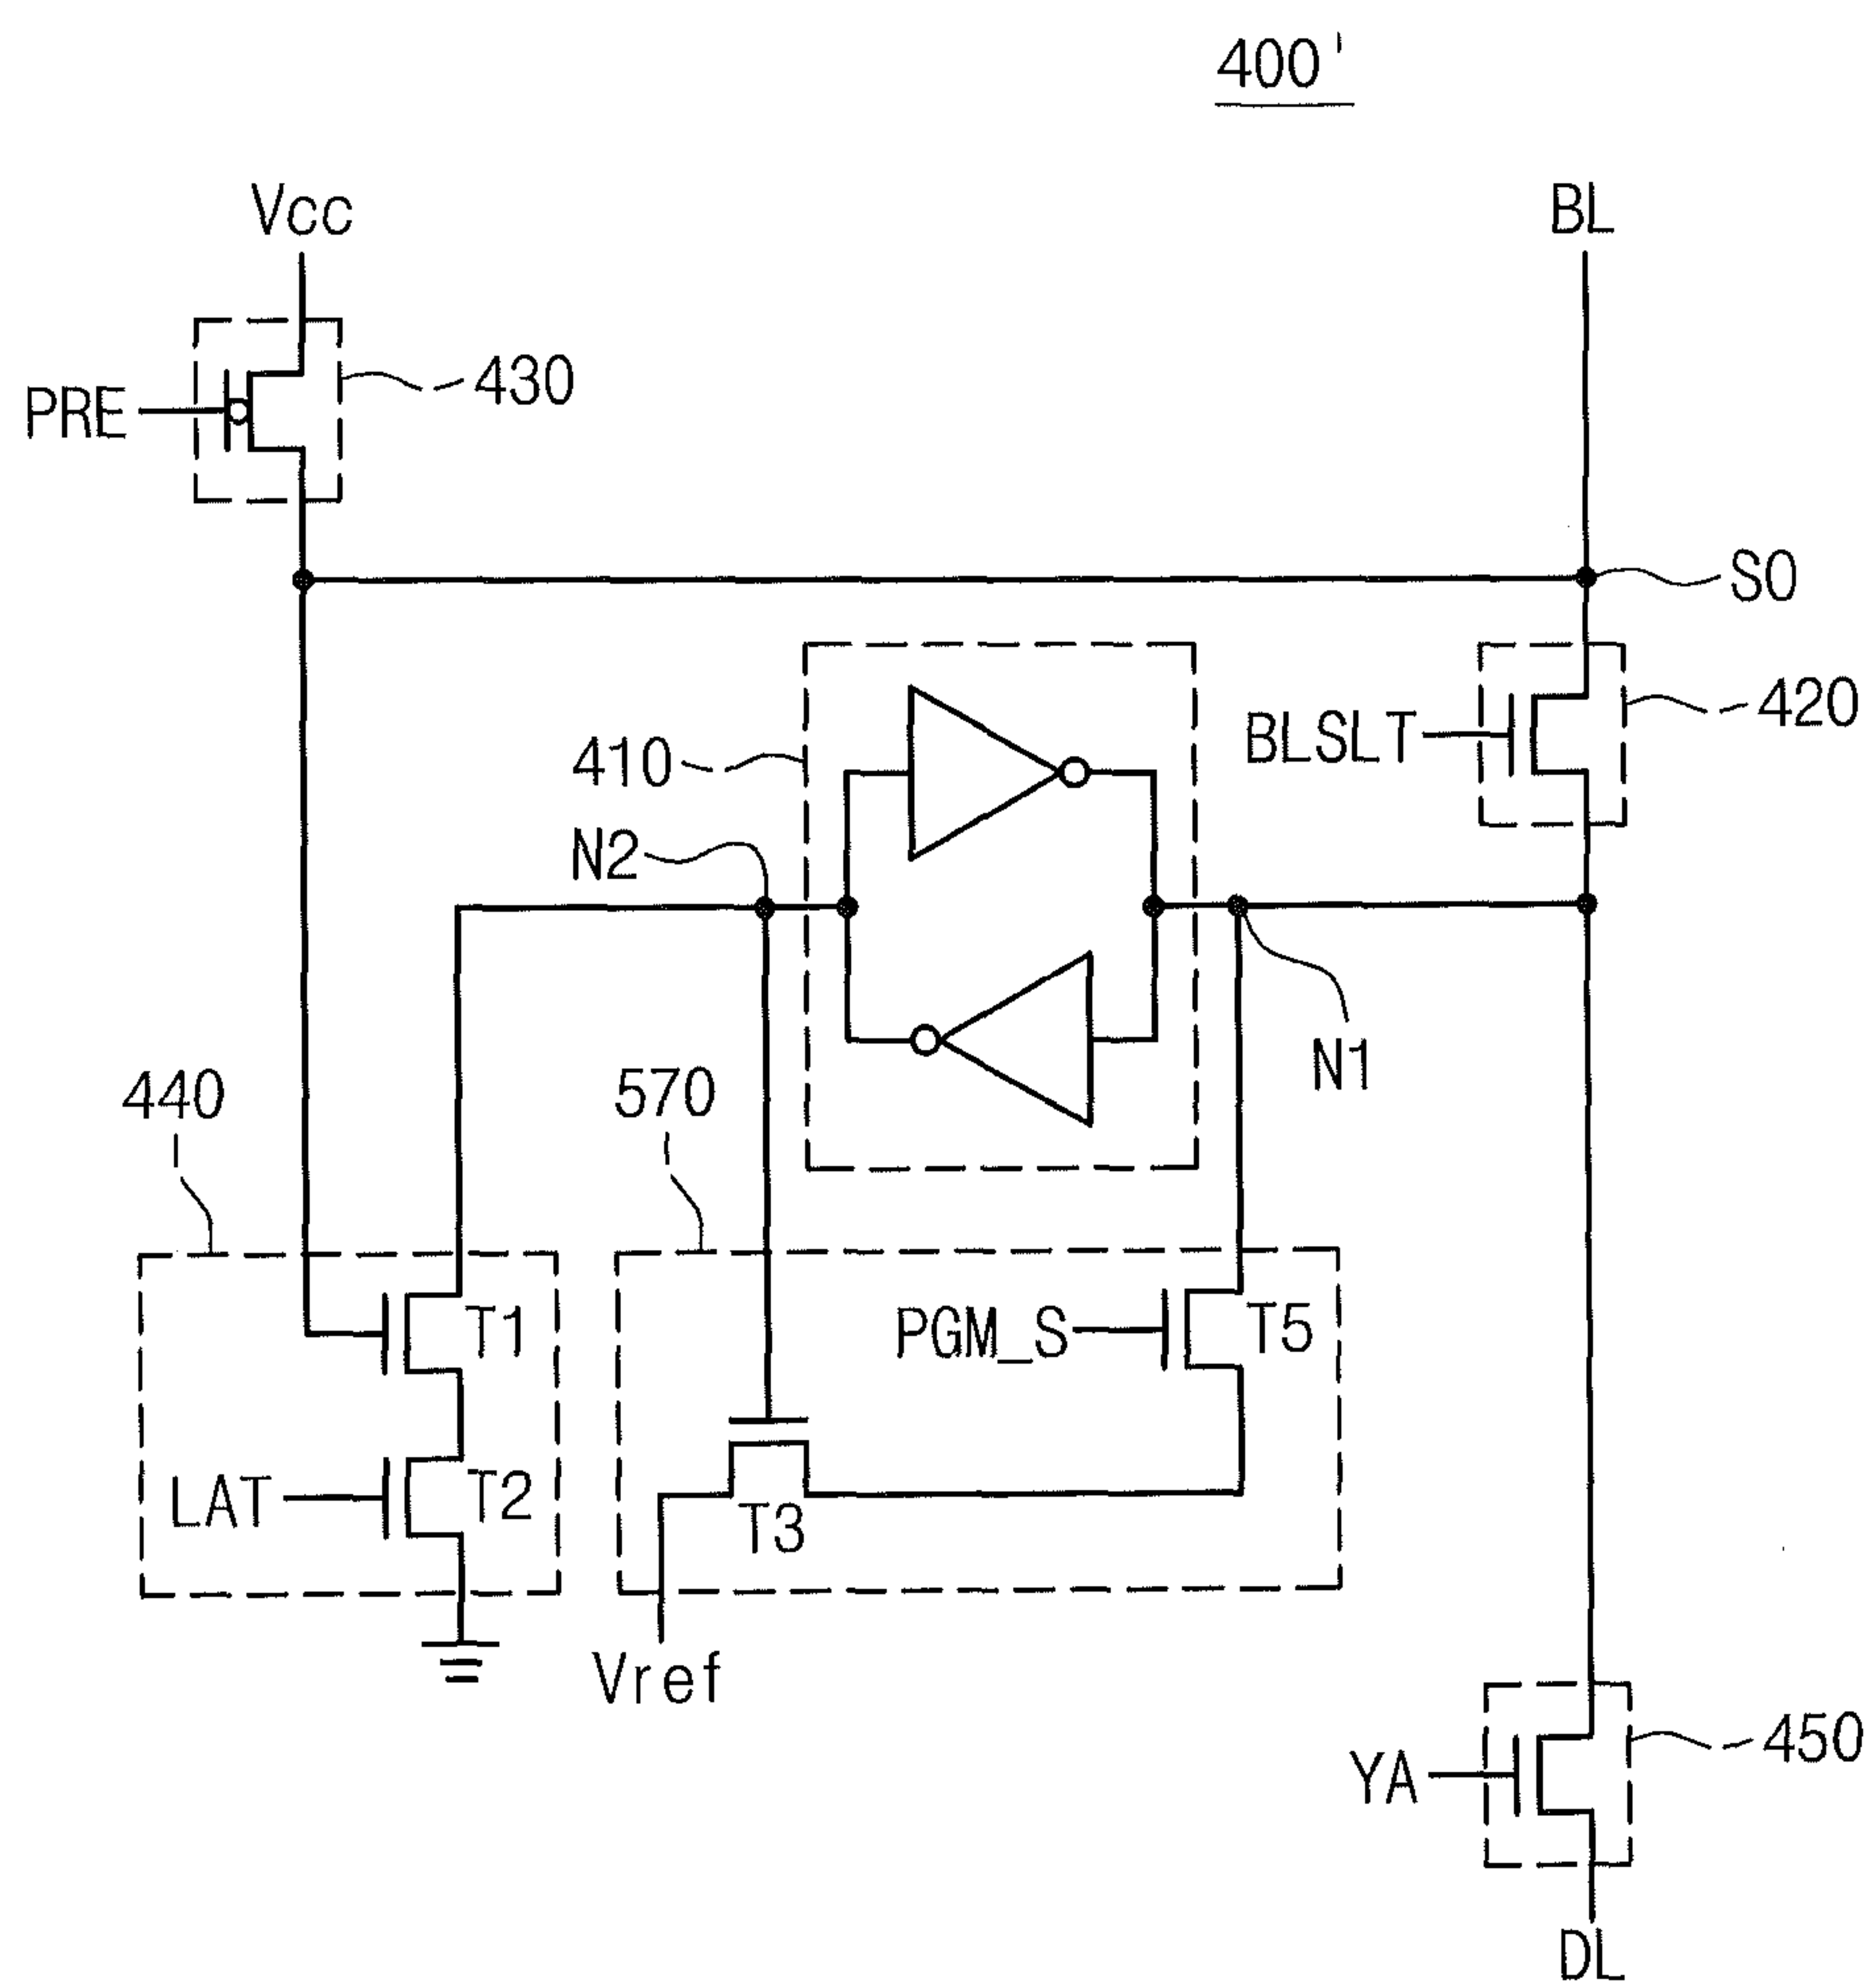 400'
Vcc
BL
PRE
430
SO
BLSLT
420
410
N2
N1
440
570
T1
PGM_S
T5
LAT
T2
T3
Vref
YA
450
DL